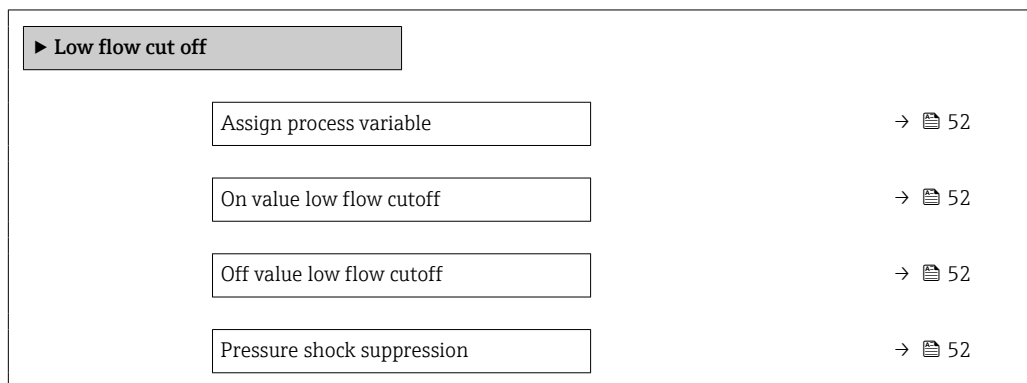 ▶ Low flow cut off
Assign process variable → 52
On value low flow cutoff → 52
Off value low flow cutoff → 52
Pressure shock suppression → 52